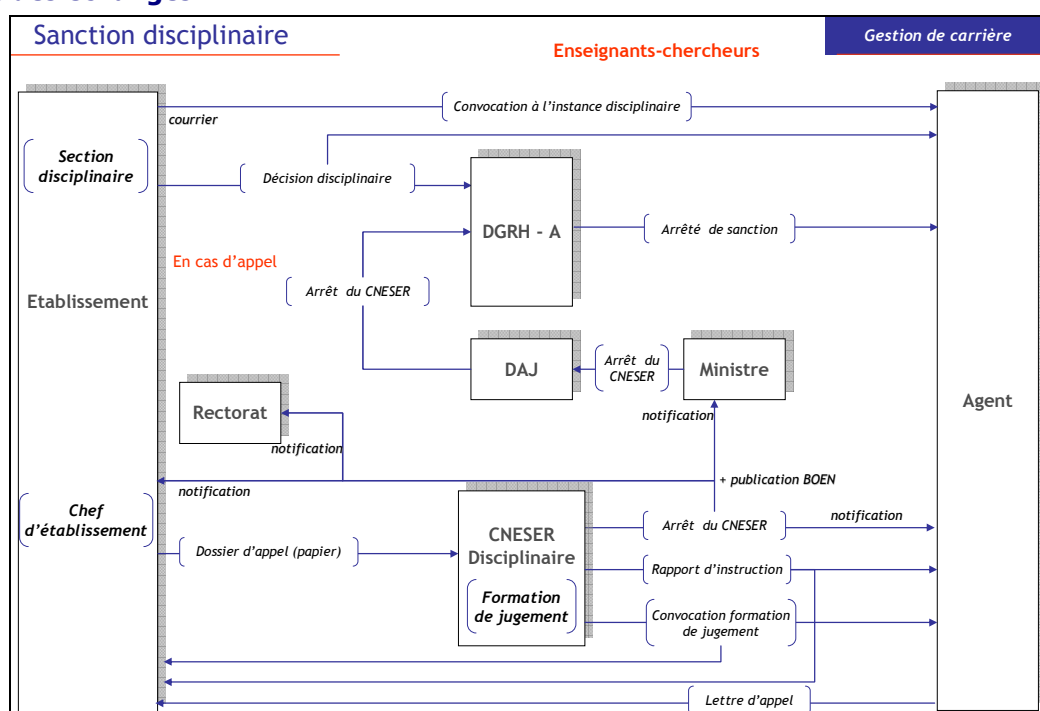 Sanction disciplinaire
Enseignants-chercheurs
Gestion de carrière
courrier
Convocation à l'instance disciplinaire
Section
disciplinaire
Décision disciplinaire
DGRH - A
Arrêté de sanction
En cas d'appel
Arrêt du CNESER
Etablissement
DAJ
Arrêt du
CNESER
Ministre
Agent
Rectorat
notification
notification
notification
+ publication BOEN
Chef
d'établissement
Dossier d'appel (papier)
CNESER
Disciplinaire
Formation
de jugement
Arrêt du CNESER
notification
Rapport d'instruction
Convocation formation
de jugement
Lettre d'appel